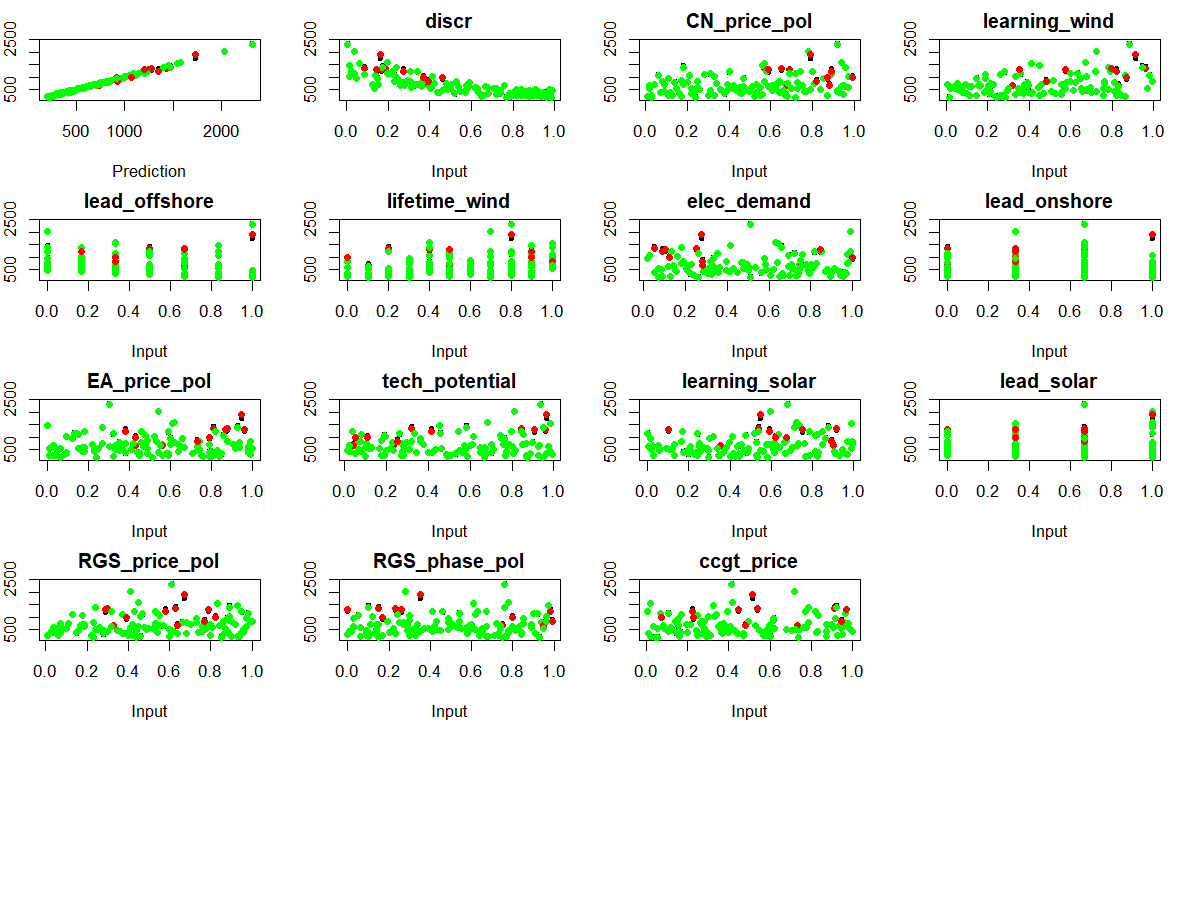 discr
CN_price_pol
learning_wind
500 2500
500 2500
500 2500
500 2500
500 1000 2000
0.0 0.2 0.4 0.6 0.8 1.0
0.0 0.2 0.4 0.6 0.8 1.0
0.0 0.2 0.4 0.6 0.8 1.0
Prediction
Input
Input
Input
lead_offshore
lifetime_wind
elec_demand
lead_onshore
500 2500
500 2500
500 2500
500 2500
0.0 0.2 0.4 0.6 0.8 1.0
0.0 0.2 0.4 0.6 0.8 1.0
0.0 0.2 0.4 0.6 0.8 1.0
0.0 0.2 0.4 0.6 0.8 1.0
Input
Input
Input
Input
EA_price_pol
tech_potential
learning_solar
lead_solar
500 2500
500 2500
500 2500
500 2500
0.0 0.2 0.4 0.6 0.8 1.0
0.0 0.2 0.4 0.6 0.8 1.0
0.0 0.2 0.4 0.6 0.8 1.0
0.0 0.2 0.4 0.6 0.8 1.0
Input
Input
Input
Input
RGS_price_pol
RGS_phase_pol
ccgt_price
500 2500
500 2500
500 2500
0.0 0.2 0.4 0.6 0.8 1.0
0.0 0.2 0.4 0.6 0.8 1.0
0.0 0.2 0.4 0.6 0.8 1.0
Input
Input
Input